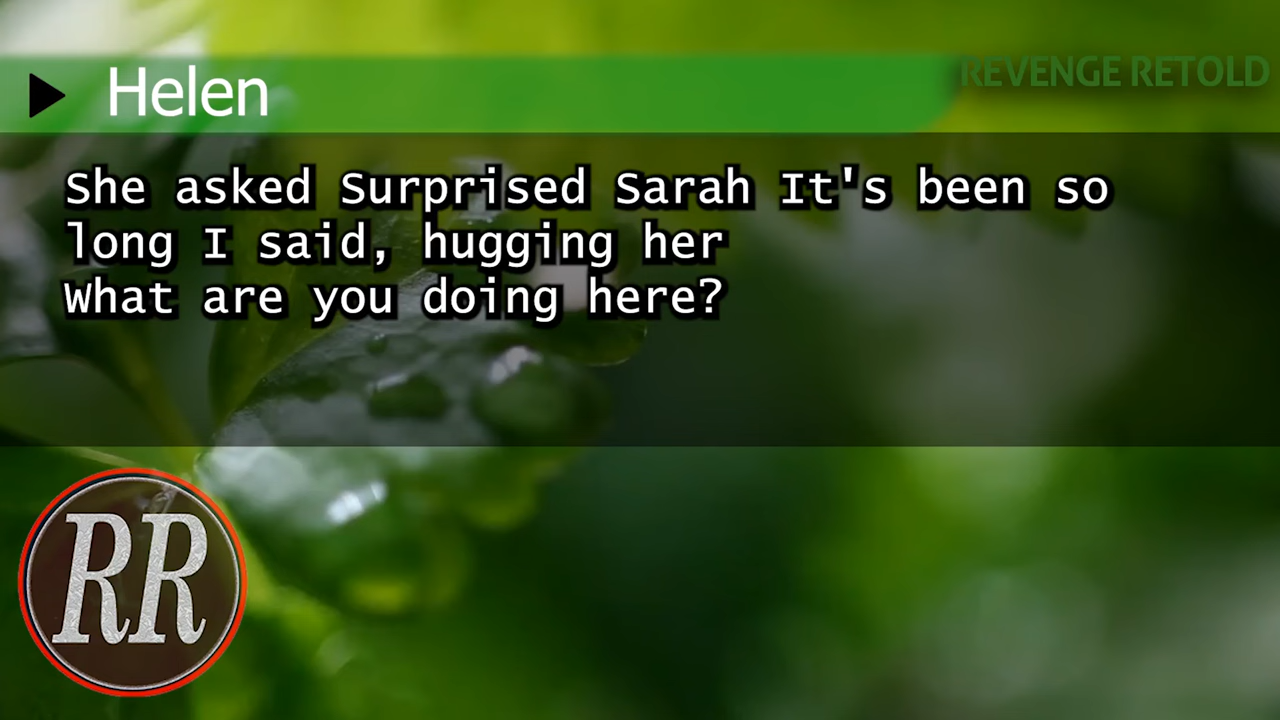 REVENGE RETOLD
Helen
She asked Surprised Sarah It's been so
long I said, hugging her
What are you doing here?
RR